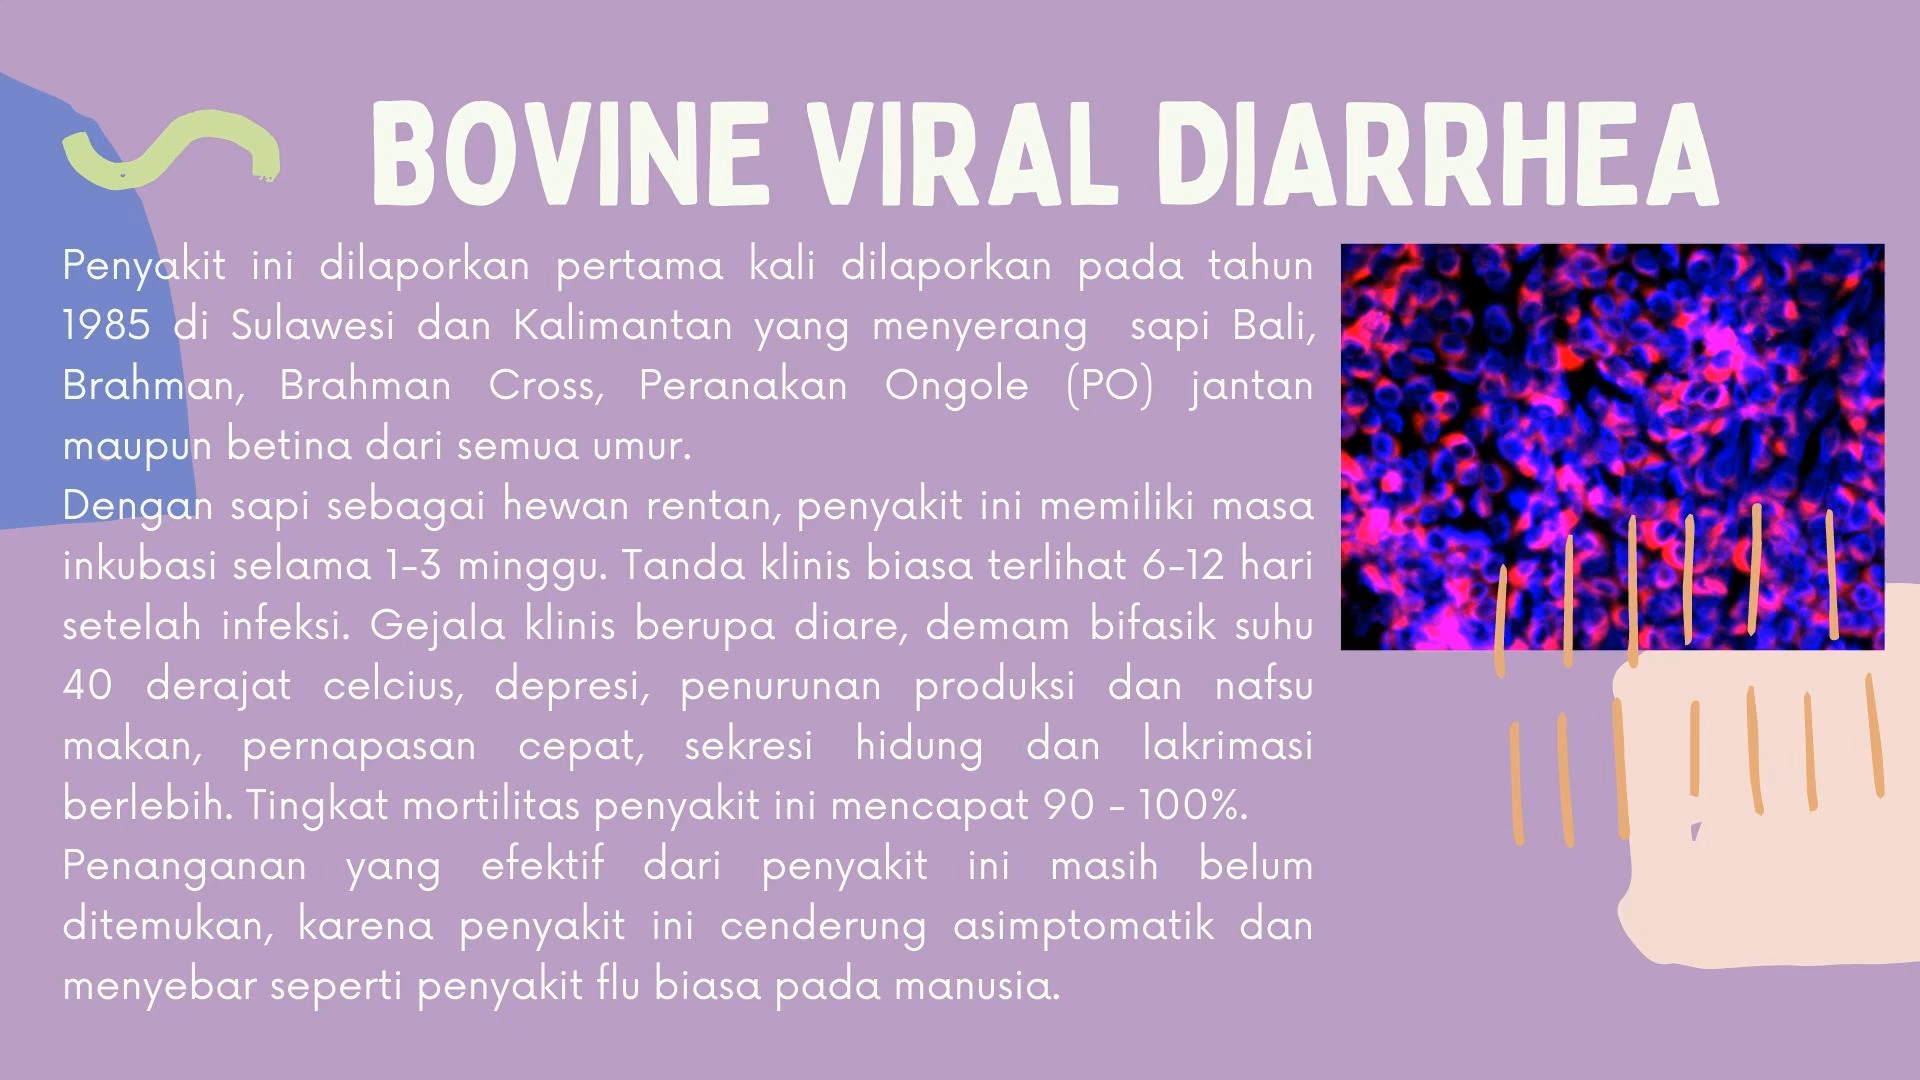 BOVINE VIRAL DIARRHEA
Penyakit ini dilaporkan pertama kali dilaporkan pada tahun
1985 di Sulawesi dan Kalimantan yang menyerang sapi Bali,
Brahman, Brahman Cross, Peranakan Ongole (PO) jantan
maupun betina dari semua umur.
Dengan sapi sebagai hewan rentan, penyakit ini memiliki masa
inkubasi selama 1-3 minggu. Tanda klinis biasa terlihat 6-12 hari
setelah infeksi. Gejala klinis berupa diare, demam bifasik suhu
40 derajat celcius, depresi, penurunan produksi dan nafsu
makan, pernapasan cepat, sekresi hidung dan lakrimasi
berlebih. Tingkat mortilitas penyakit ini mencapat 90 - 100%.
Penanganan yang efektif dari penyakit ini masih belum
ditemukan, karena penyakit ini cenderung asimptomatik dan
menyebar seperti penyakit flu biasa pada manusia.